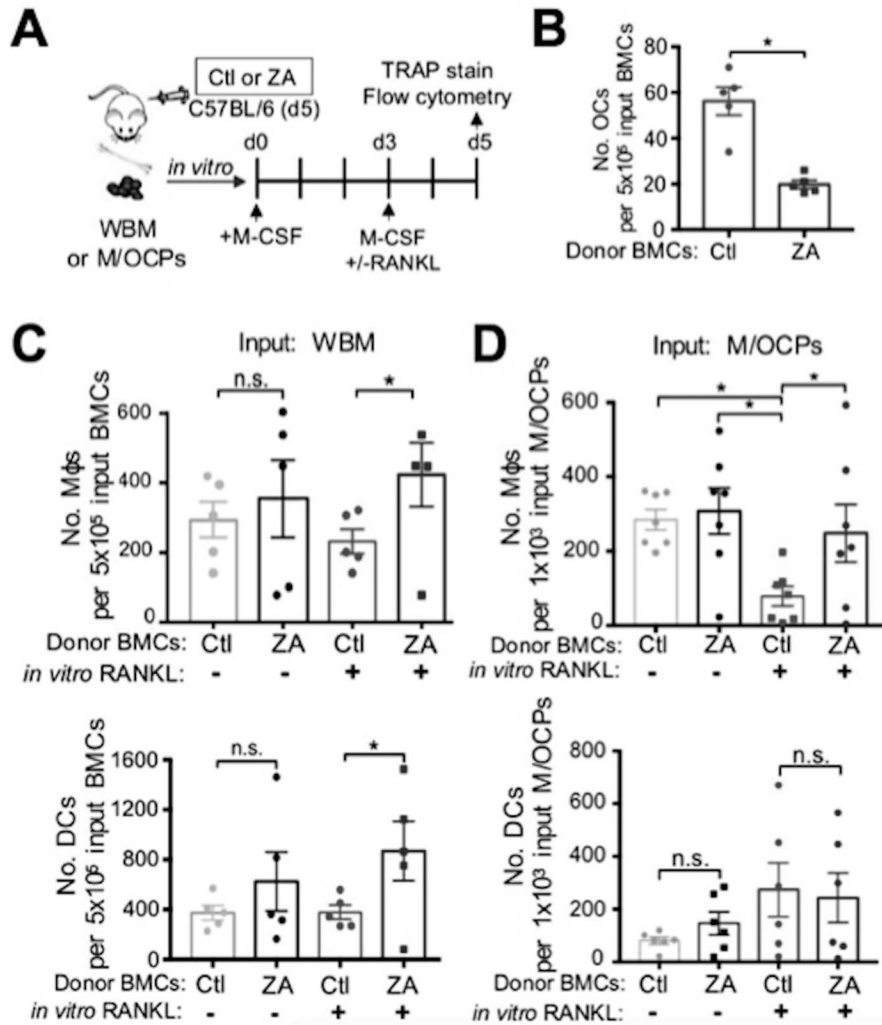 A
Ctl or ZA
C57BL/6 (d5)
TRAP stain
Flow cytometry
in vitro
d0
d3
d5
WBM
or M/OCPs
+M-CSF
M-CSF
+/-RANKL
B
No. OCs
per 5x10⁵ input BMCs
80
60
40
20
0
*
Donor BMCs: Ctl ZA
C
Input: WBM
No. Mϕs
per 5x10⁵ input BMCs
600
400
200
0
n.s.
*
Donor BMCs: Ctl ZA Ctl ZA
in vitro RANKL: - - + +
No. DCs
per 5x10⁵ input BMCs
1600
1200
800
400
0
n.s.
*
Donor BMCs: Ctl ZA Ctl ZA
in vitro RANKL: - - + +
D
Input: M/OCPs
No. Mϕs
per 1x10³ input M/OCPs
600
400
200
0
*
*
*
Donor BMCs: Ctl ZA Ctl ZA
in vitro RANKL: - - + +
No. DCs
per 1x10³ input M/OCPs
800
600
400
200
0
n.s.
n.s.
Donor BMCs: Ctl ZA Ctl ZA
in vitro RANKL: - - + +